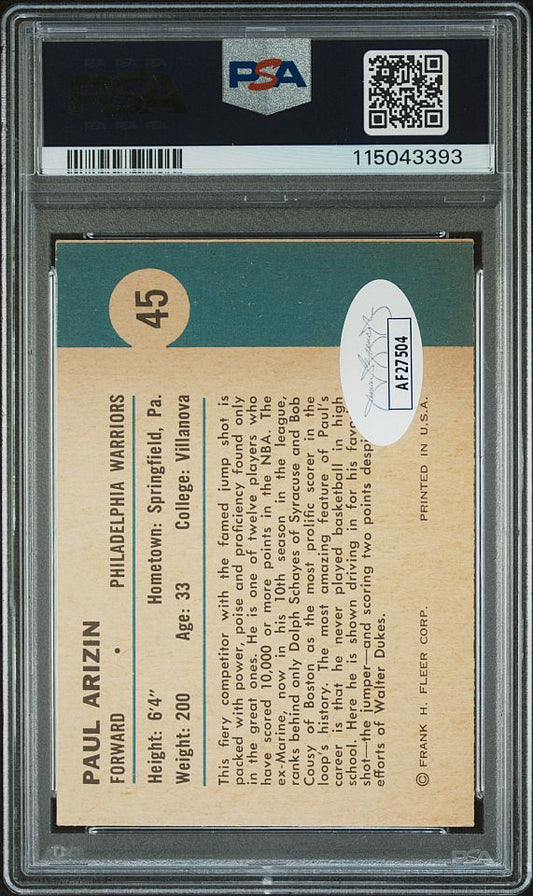 PSA
PSA
115043393
45
PAUL ARIZIN
FORWARD • PHILADELPHIA WARRIORS
Height: 6'4" Hometown: Springfield, Pa.
Weight: 200 Age: 33 College: Villanova
This fiery competitor with the famed jump shot is
packed with power, poise and proficiency found only
in the great ones. He is one of twelve players who
have scored 10,000 or more points in the NBA. The
ex-Marine, now in his 10th season in the league,
ranks behind only Dolph Schayes of Syracuse and Bob
Cousy of Boston as the most prolific scorer in the
loop's history. The most amazing feature of Paul's
career is that he never played basketball in high
school. Here he is shown driving in for his
shot—the jumper—and scoring two points
efforts of Walter Dukes.
© FRANK H. FLEER CORP. PRINTED IN U.S.A.
AF27504
PSA